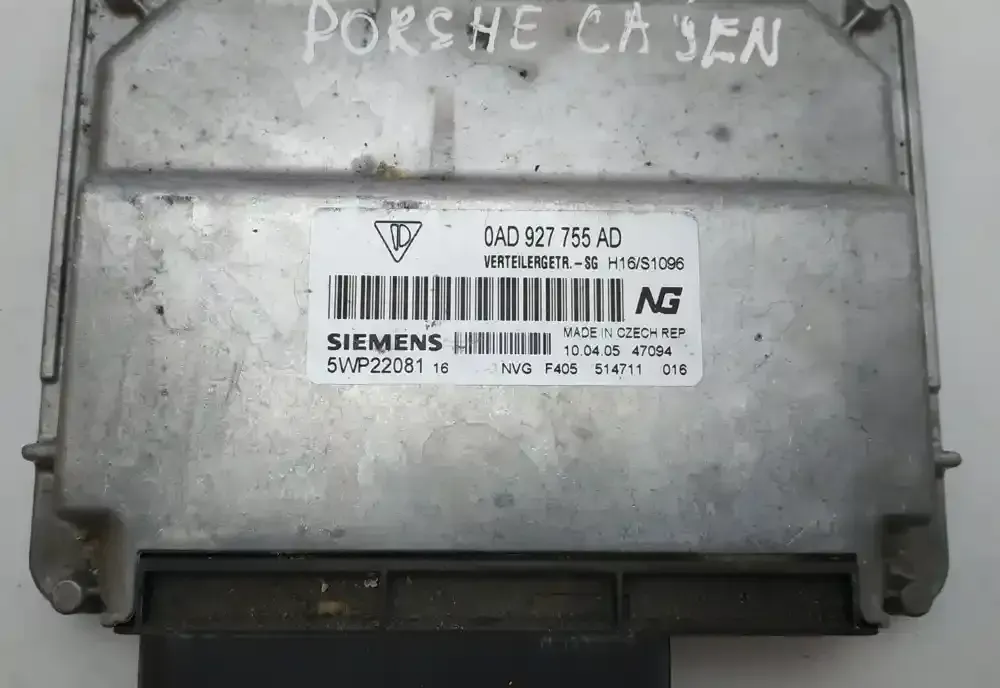 PORSHE CAYEN
0AD 927 755 AD
VERTEILERGETR.-SG H16/S1096
NG
MADE IN CZECH REP
SIEMENS
10.04.05 47094
5WP22081 16 NVG F405 514711 016